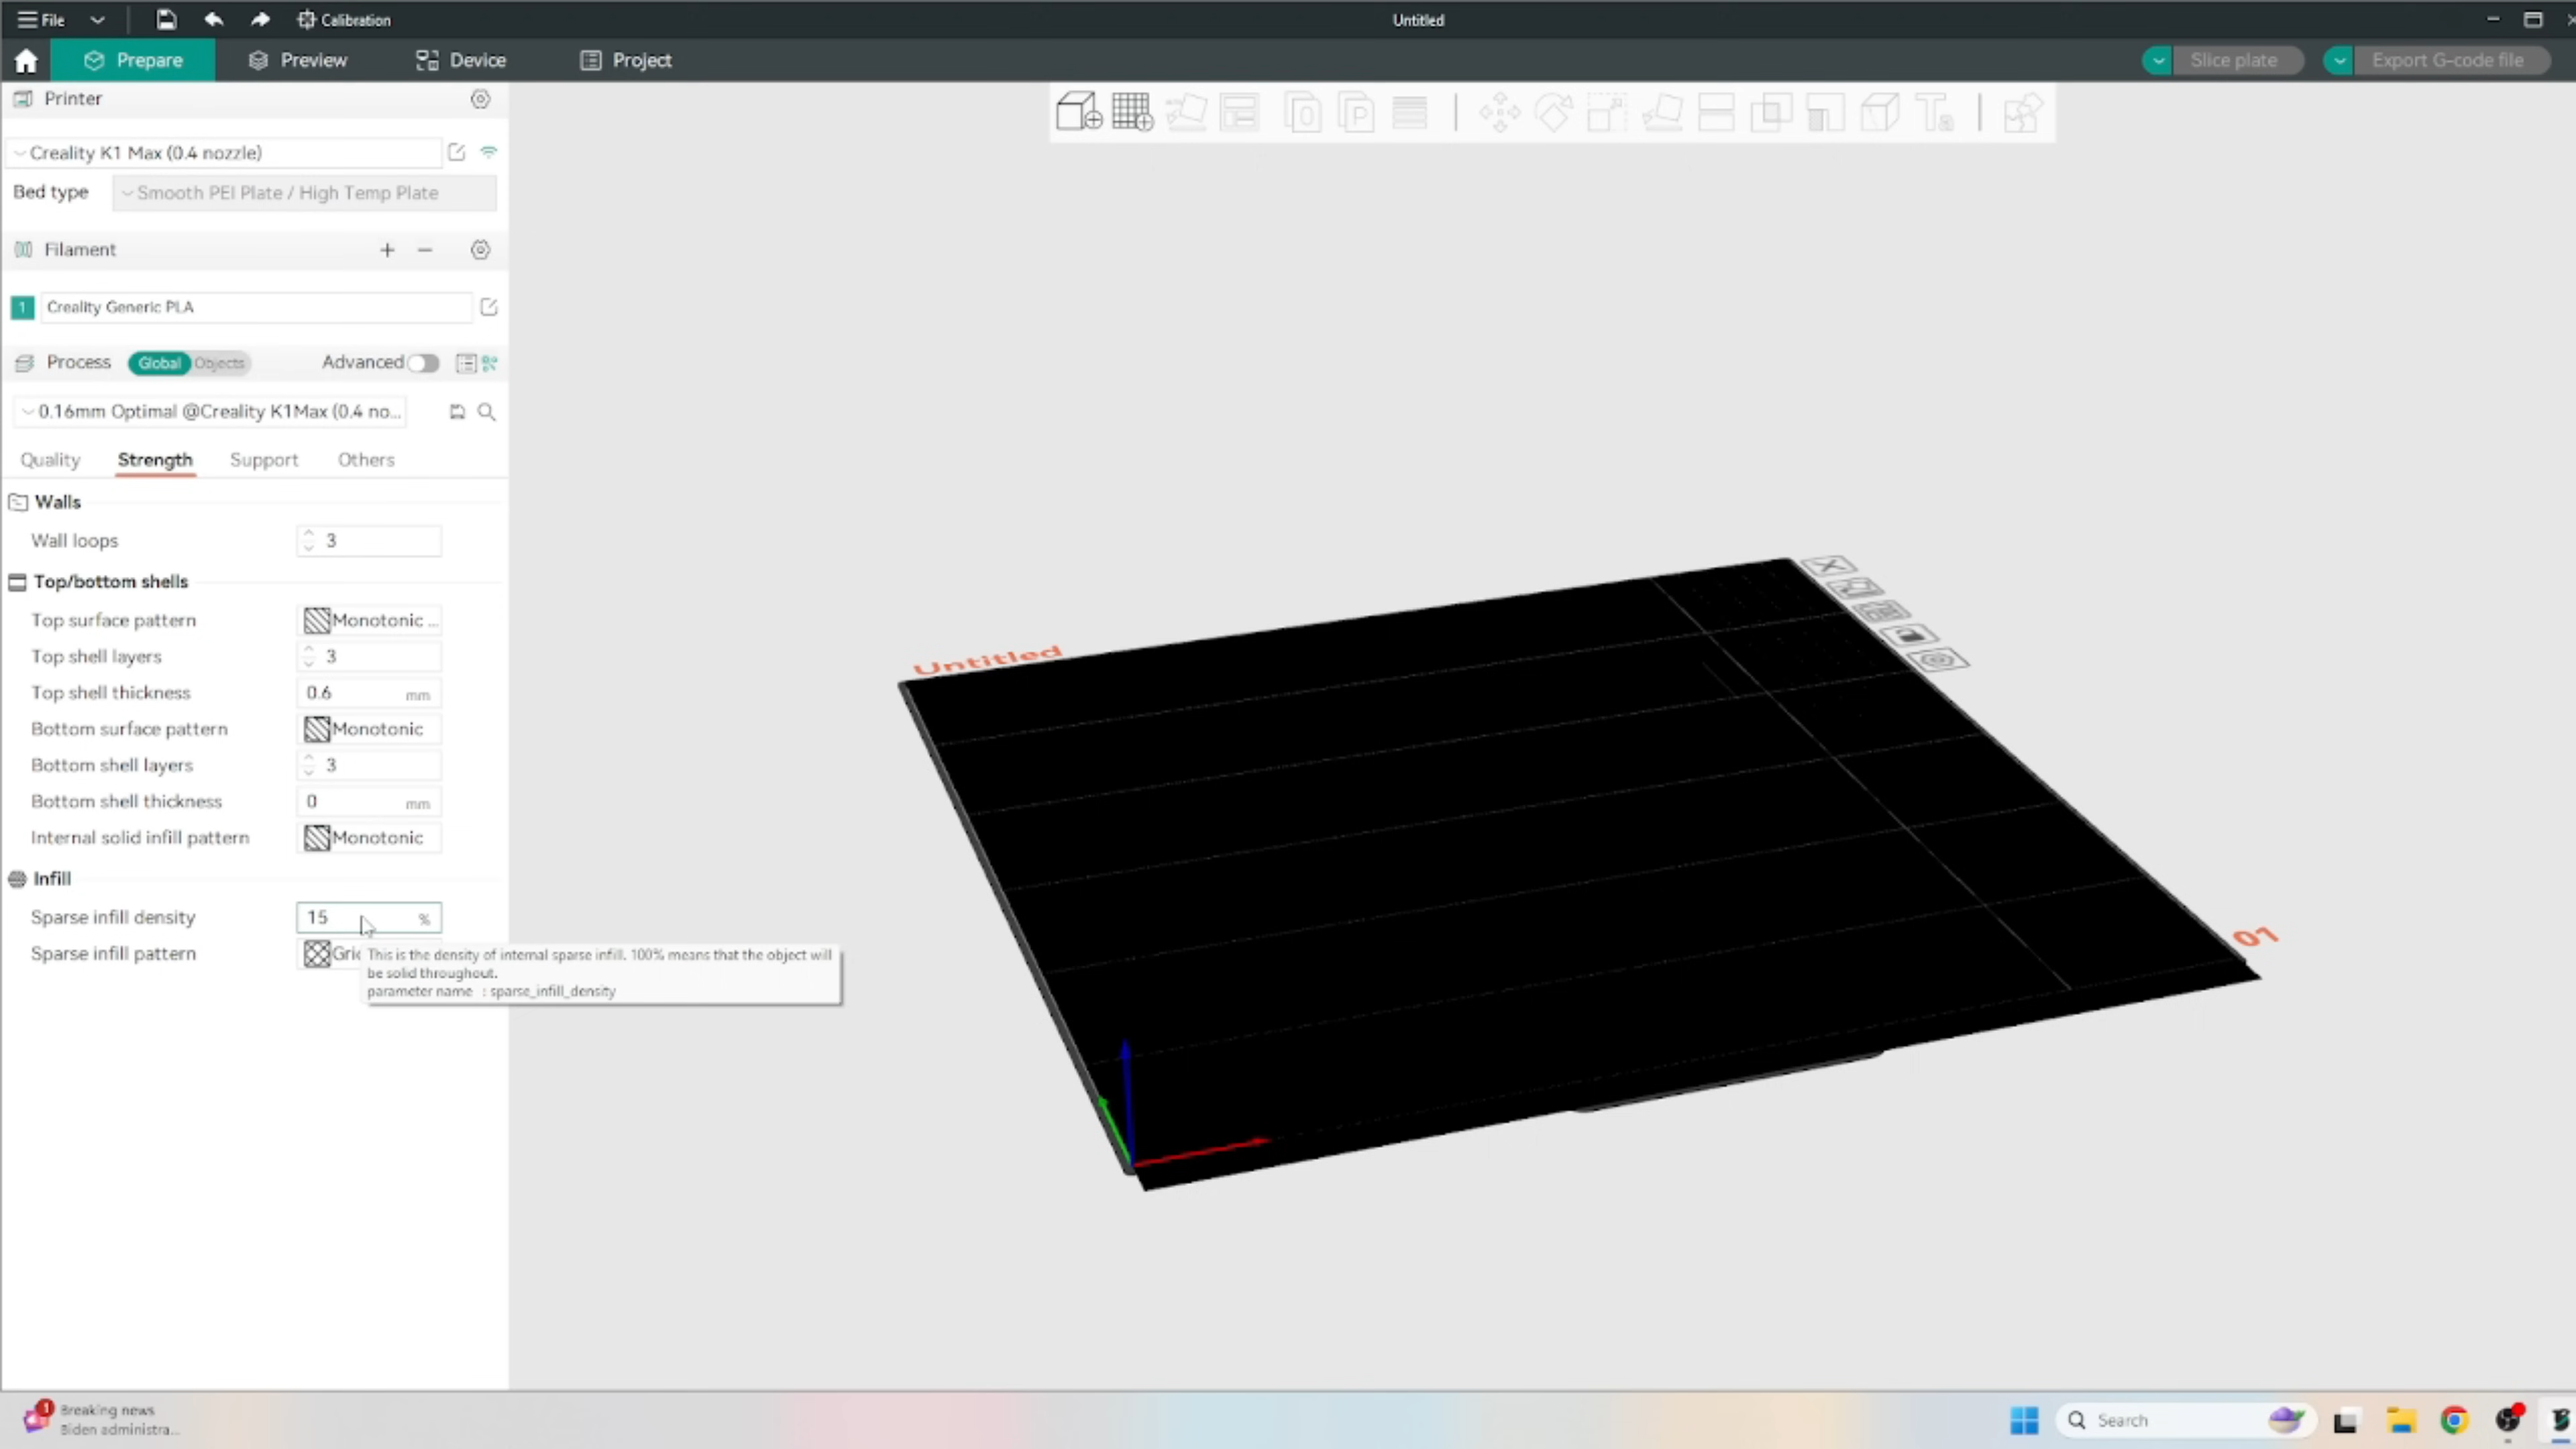 File
Calibration
Untitled
Prepare
Preview
Device
Project
Slice plate
Export G-code file
Printer
Creality K1 Max (0.4 nozzle)
Bed type
Smooth PEI Plate / High Temp Plate
Filament
1
Creality Generic PLA
Process
Global
Objects
Advanced
0.16mm Optimal @Creality K1Max (0.4 no...
Quality
Strength
Support
Others
Walls
Wall loops 3
Top/bottom shells
Top surface pattern Monotonic ...
Top shell layers 3
Top shell thickness 0.6 mm
Bottom surface pattern Monotonic
Bottom shell layers 3
Bottom shell thickness 0 mm
Internal solid infill pattern Monotonic
Infill
Sparse infill density 15 %
Sparse infill pattern
This is the density of internal sparse infill. 100% means that the object will
be solid throughout.
parameter name : sparse_infill_density
Untitled
01
1
Breaking news
Biden administra...
Search